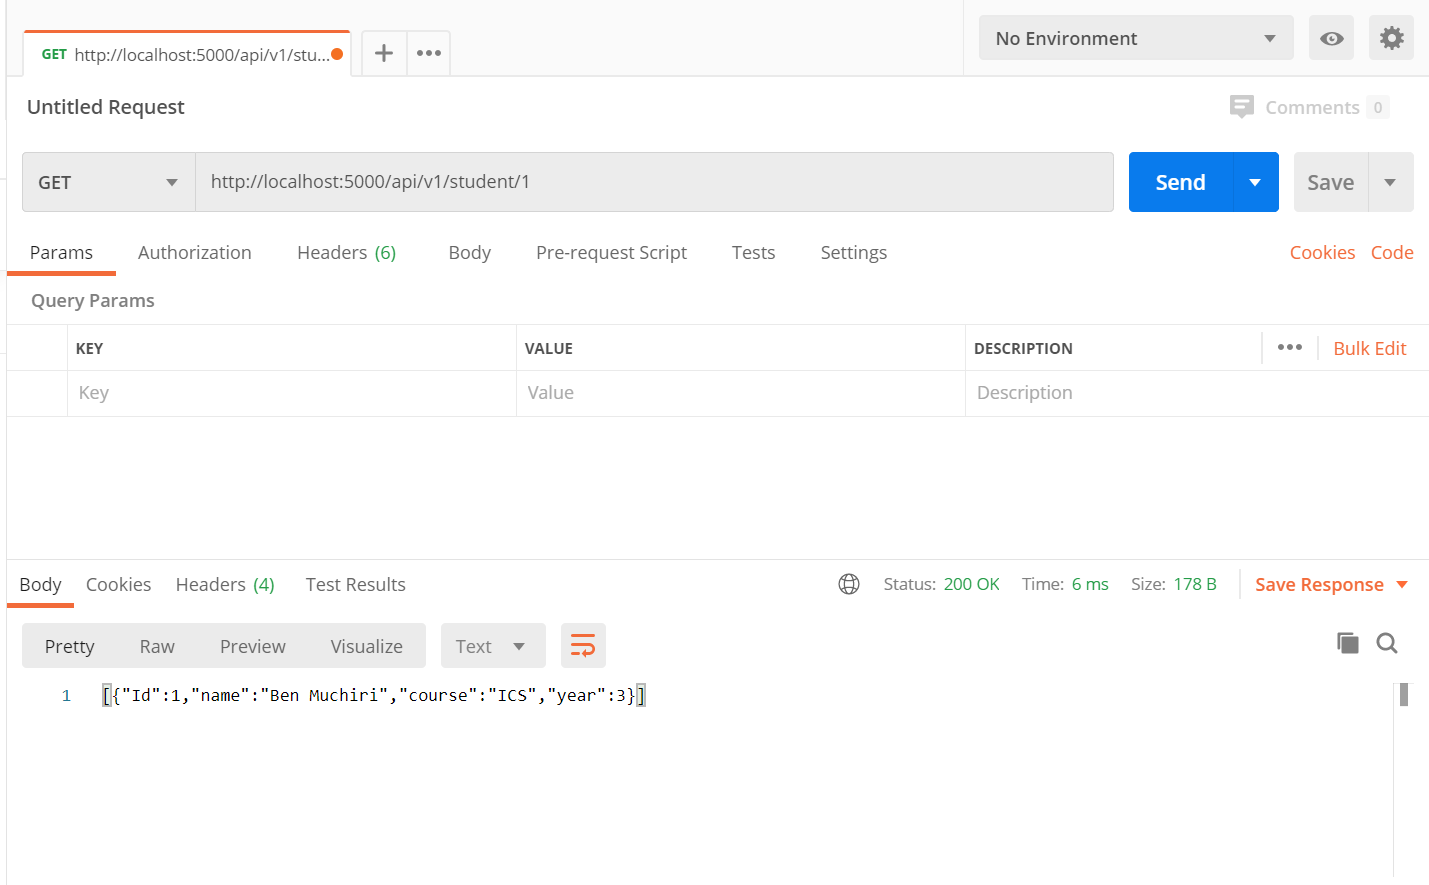 GET http://localhost:5000/api/v1/stu... No Environment
Untitled Request Comments 0
GET http://localhost:5000/api/v1/student/1 Send Save
Params Authorization Headers (6) Body Pre-request Script Tests Settings Cookies Code
Query Params
KEY VALUE DESCRIPTION Bulk Edit
Key Value Description
Body Cookies Headers (4) Test Results Status: 200 OK Time: 6 ms Size: 178 B Save Response
Pretty Raw Preview Visualize Text
1 [{"Id":1,"name":"Ben Muchiri","course":"ICS","year":3}]